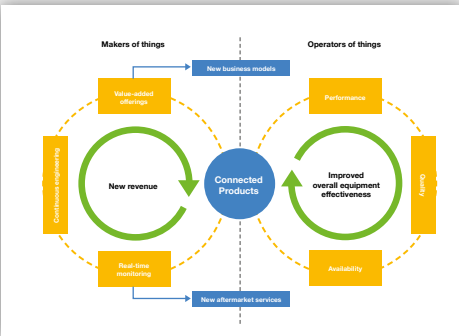 Makers of things
Operators of things
New business models
Value-added
offerings
Performance
Continuous engineering
New revenue
Connected
Products
Improved
overall equipment
effectiveness
Quality
Real-time
monitoring
Availability
New aftermarket services